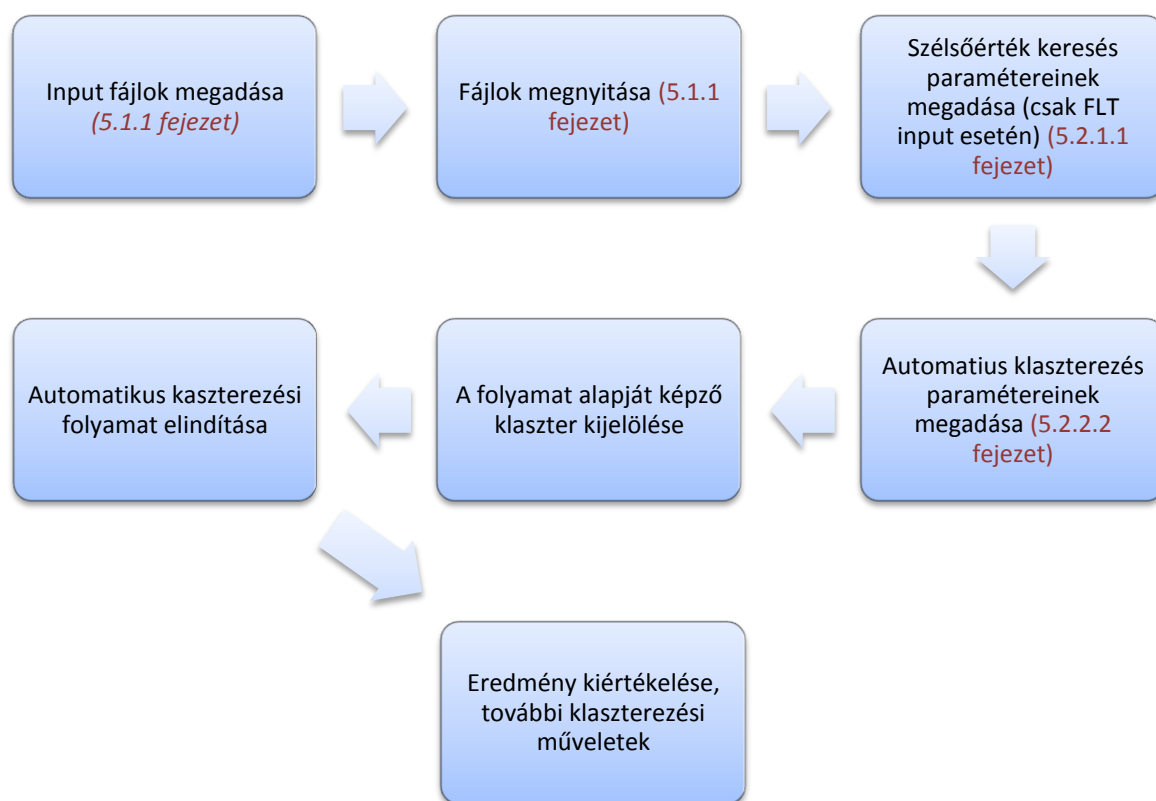 Input fájlok megadása
(5.1.1 fejezet)
Fájlok megnyitása (5.1.1
fejezet)
Szélsőérték keresés
paramétereinek
megadása (csak FLT
input esetén) (5.2.1.1
fejezet)
Automatius klaszterezés
paramétereinek
megadása (5.2.2.2
fejezet)
A folyamat alapját képző
klaszter kijelölése
Automatikus kaszterezési
folyamat elindítása
Eredmény kiértékelése,
további klaszterezési
műveletek